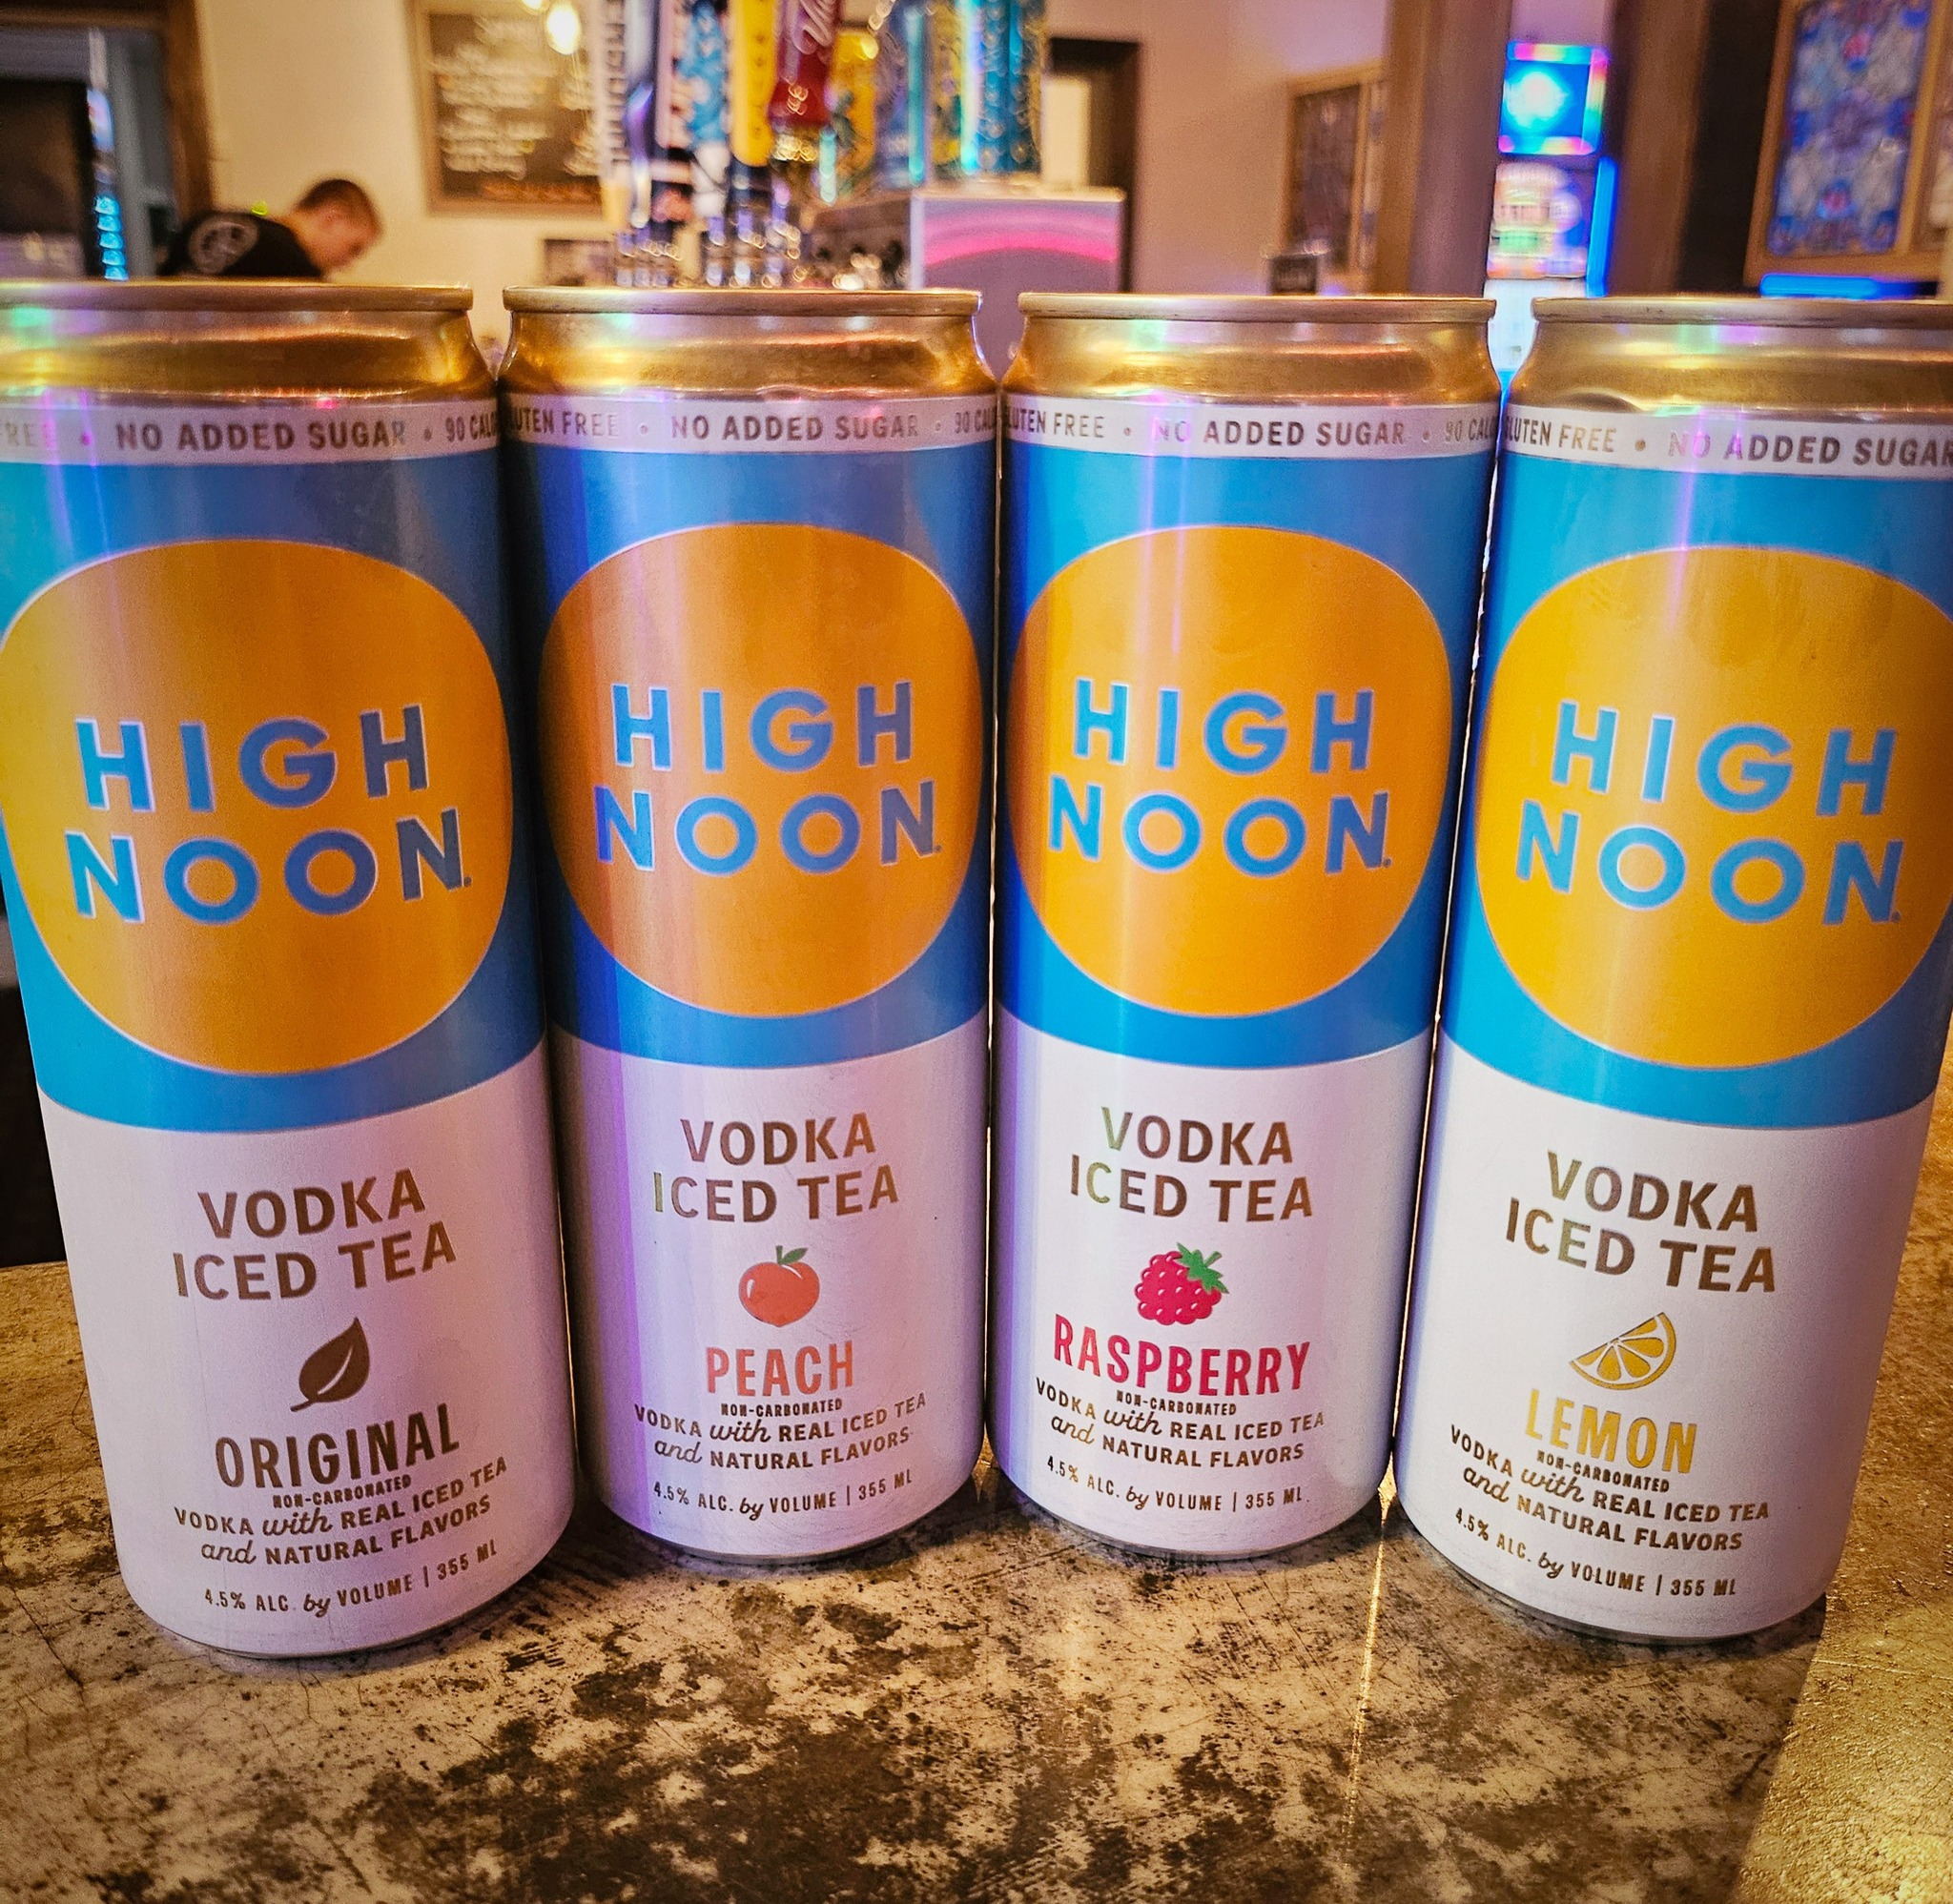 FREE • NO ADDED SUGAR • 90 CAL
HIGH
NOON
VODKA
ICED TEA
ORIGINAL
NON-CARBONATED
VODKA with REAL ICED TEA
and NATURAL FLAVORS
4.5% ALC. by VOLUME | 355 ML
LUTEN FREE • NO ADDED SUGAR • 90 CAL
HIGH
NOON
VODKA
ICED TEA
PEACH
NON-CARBONATED
VODKA with REAL ICED TEA
and NATURAL FLAVORS
4.5% ALC. by VOLUME | 355 ML
LUTEN FREE • NO ADDED SUGAR • 90 CAL
HIGH
NOON
VODKA
ICED TEA
RASPBERRY
NON-CARBONATED
VODKA with REAL ICED TEA
and NATURAL FLAVORS
4.5% ALC. by VOLUME | 355 ML
LUTEN FREE • NO ADDED SUGAR
HIGH
NOON
VODKA
ICED TEA
LEMON
NON-CARBONATED
VODKA with REAL ICED TEA
and NATURAL FLAVORS
4.5% ALC. by VOLUME | 355 ML